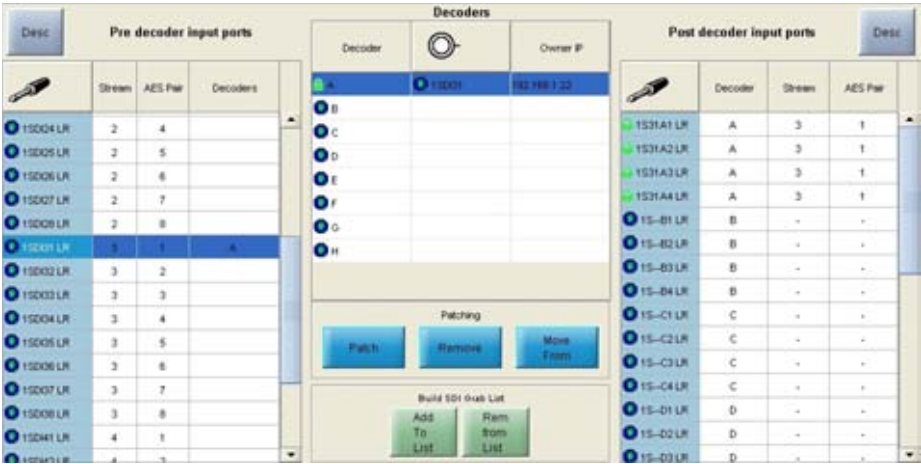 Desc
Pre decoder input ports
Stream AES Pair Decoders
1SDI24 LR 2 4
1SDI25 LR 2 5
1SDI26 LR 2 6
1SDI27 LR 2 7
1SDI28 LR 2 8
1SDI31 LR 3 1 A
1SDI32 LR 3 2
1SDI33 LR 3 3
1SDI34 LR 3 4
1SDI35 LR 3 5
1SDI36 LR 3 6
1SDI37 LR 3 7
1SDI38 LR 3 8
1SDI41 LR 4 1
Decoders
Decoder Owner IP
A 1SDI31 192.168.1.22
B
C
D
E
F
G
H
Patching
Patch
Remove
Move
From
Build SDI Grab List
Add
To
List
Rem
from
List
Post decoder input ports
Desc
Decoder Stream AES Pair
1S31A1 LR A 3 1
1S31A2 LR A 3 1
1S31A3 LR A 3 1
1S31A4 LR A 3 1
1S--B1 LR B - -
1S--B2 LR B - -
1S--B3 LR B - -
1S--B4 LR B - -
1S--C1 LR C - -
1S--C2 LR C - -
1S--C3 LR C - -
1S--C4 LR C - -
1S--D1 LR D - -
1S--D2 LR D - -
1S--D3 LR D - -